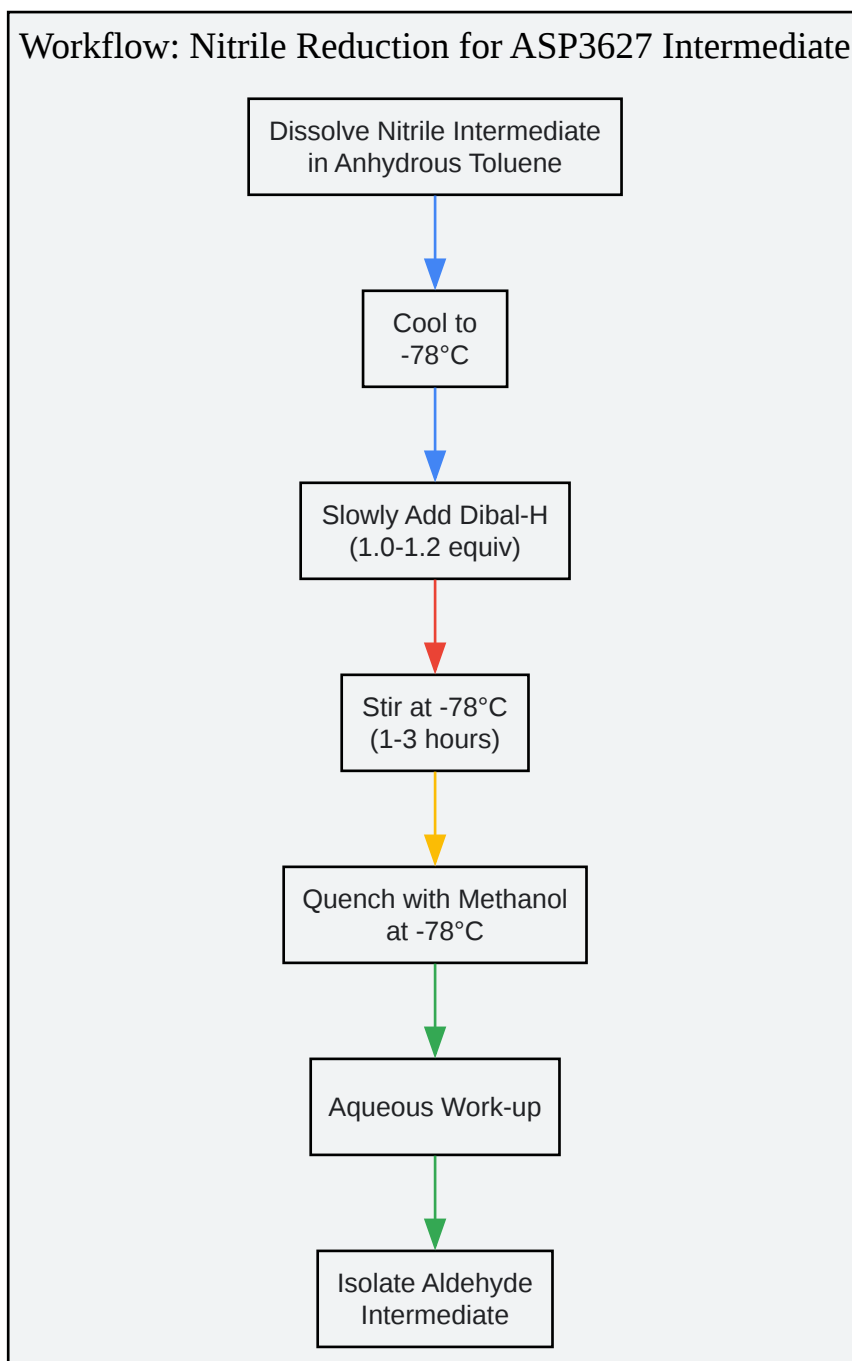 Workflow: Nitrile Reduction for ASP3627 Intermediate
Dissolve Nitrile Intermediate
in Anhydrous Toluene
Cool to
-78°C
Slowly Add Dibal-H
(1.0-1.2 equiv)
Stir at -78°C
(1-3 hours)
Quench with Methanol
at -78°C
Aqueous Work-up
Isolate Aldehyde
Intermediate